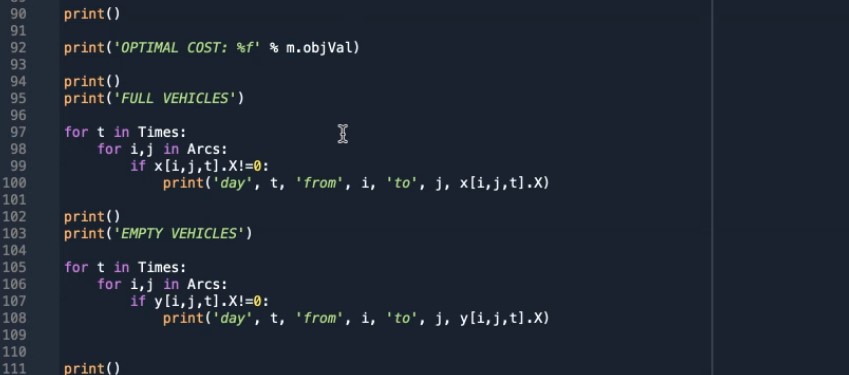 90 print()
91
92 print('OPTIMAL COST: %f' % m.objVal)
93
94 print()
95 print('FULL VEHICLES')
96
97 for t in Times:
98     for i,j in Arcs:
99         if x[i,j,t].X!=0:
100             print('day', t, 'from', i, 'to', j, x[i,j,t].X)
101
102 print()
103 print('EMPTY VEHICLES')
104
105 for t in Times:
106     for i,j in Arcs:
107         if y[i,j,t].X!=0:
108             print('day', t, 'from', i, 'to', j, y[i,j,t].X)
109
110
111 print()